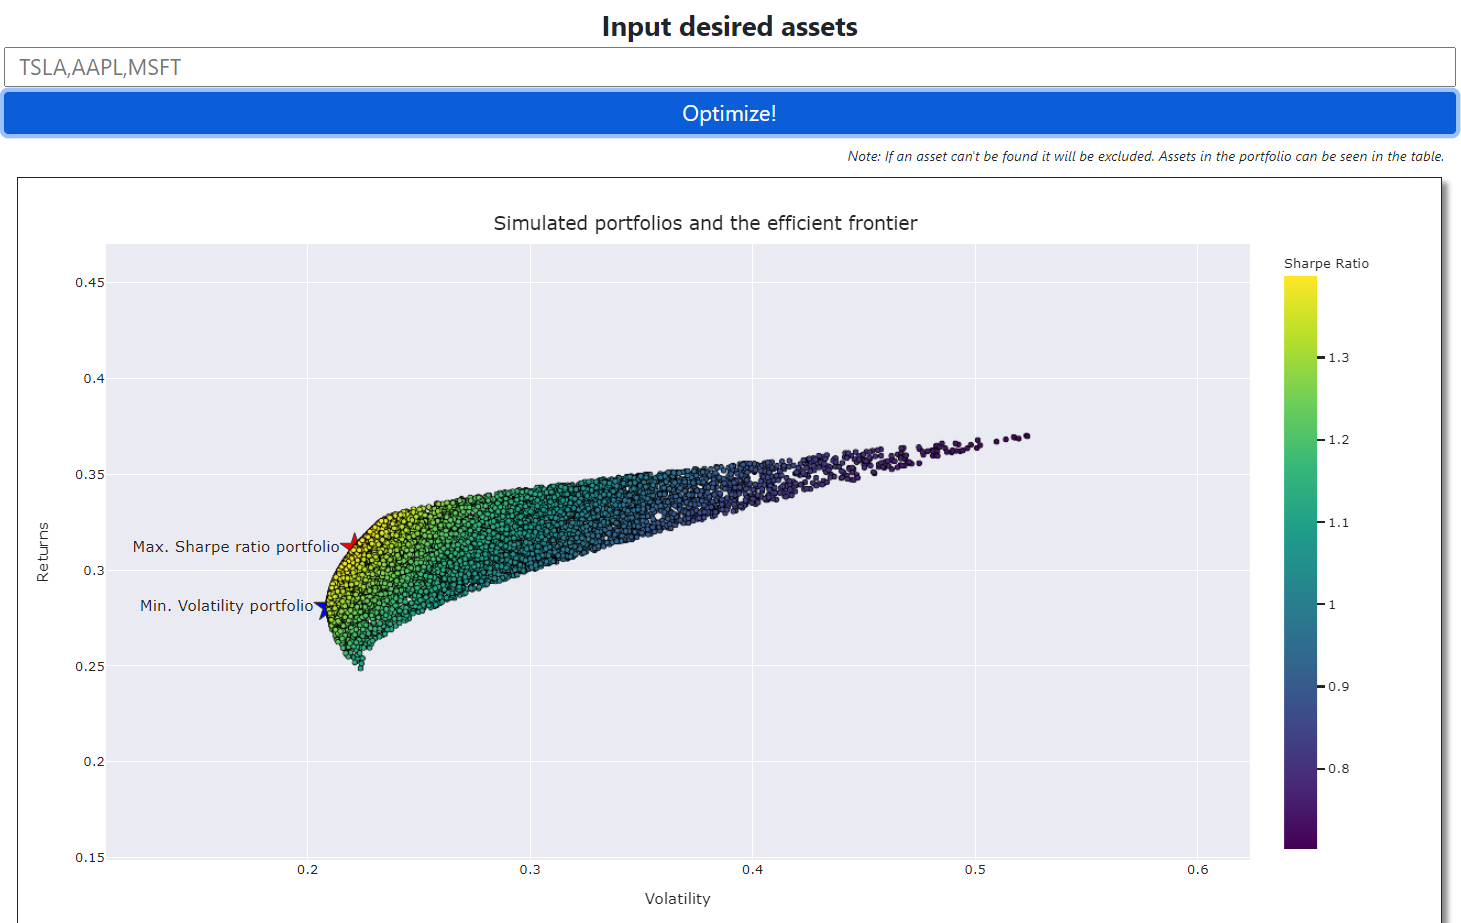 Input desired assets
TSLA,AAPL,MSFT
Optimize!
Note: If an asset can't be found it will be excluded. Assets in the portfolio can be seen in the table.
Simulated portfolios and the efficient frontier
Sharpe Ratio
0.45
0.4
0.35
0.3
0.25
0.2
0.15
Returns
Max. Sharpe ratio portfolio
Min. Volatility portfolio
1.3
1.2
1.1
1
0.9
0.8
0.2
0.3
0.4
0.5
0.6
Volatility